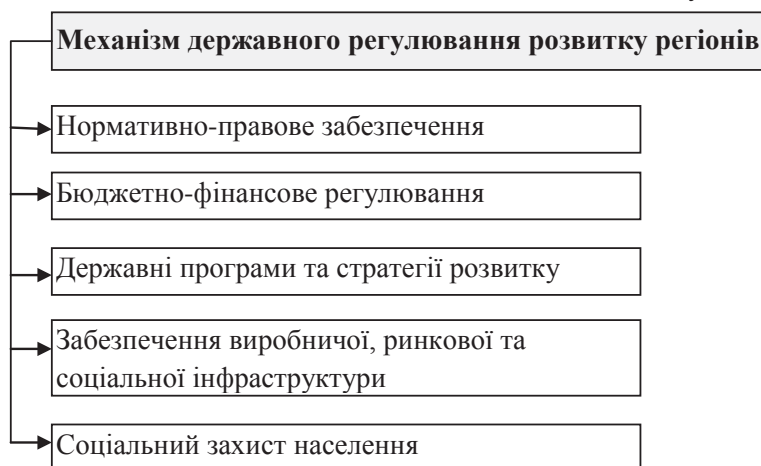 Механізм державного регулювання розвитку регіонів
Нормативно-правове забезпечення
Бюджетно-фінансове регулювання
Державні програми та стратегії розвитку
Забезпечення виробничої, ринкової та
соціальної інфраструктури
Соціальний захист населення